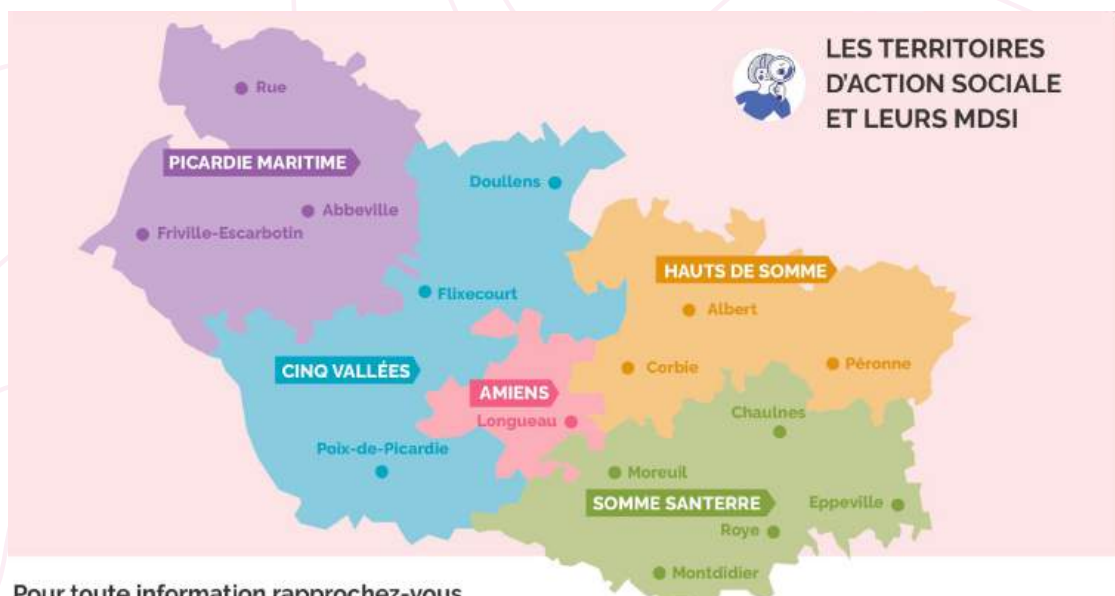 LES TERRITOIRES
D'ACTION SOCIALE
ET LEURS MDSI
Rue
PICARDIE MARITIME
Abbeville
Friville-Escarbotin
Doullens
Flixecourt
CINQ VALLÉES
Poix-de-Picardie
AMIENS
Longueau
HAUTS DE SOMME
Albert
Corbie
Péronne
Chaulnes
Moreuil
SOMME SANTERRE
Eppeville
Roye
Montdidier
Pour toute information rapprochez-vous